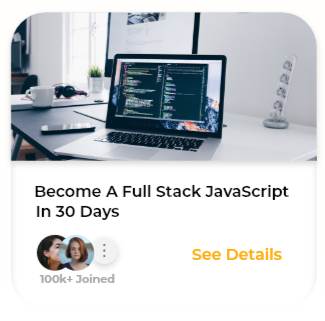 Become A Full Stack JavaScript
In 30 Days
See Details
100k+ Joined